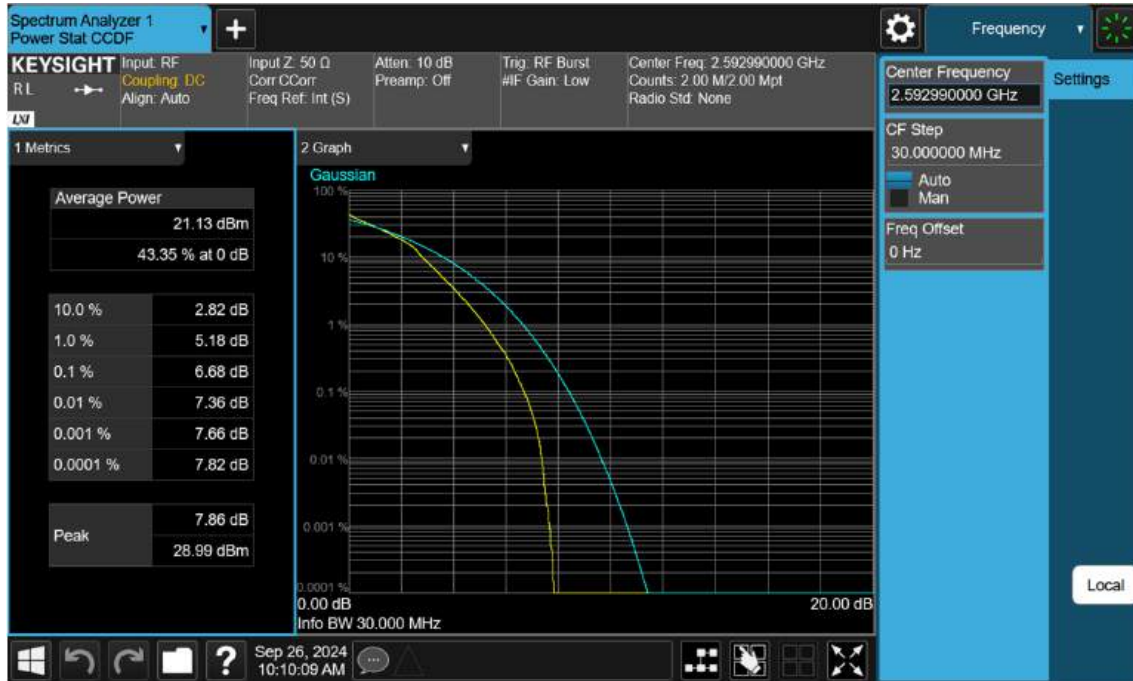 Spectrum Analyzer 1
Power Stat CCDF
Frequency
KEYSIGHT
R L
LXI
Input: RF
Coupling: DC
Align: Auto
Input Z: 50 Ω
Corr CCorr
Freq Ref: Int (S)
Atten: 10 dB
Preamp: Off
Trig: RF Burst
#IF Gain: Low
Center Freq: 2.592990000 GHz
Counts: 2.00 M/2.00 Mpt
Radio Std: None
Center Frequency
2.592990000 GHz
Settings
CF Step
30.000000 MHz
Auto
Man
Freq Offset
0 Hz
Local
1 Metrics
Average Power
21.13 dBm
43.35 % at 0 dB
10.0 % 2.82 dB
1.0 % 5.18 dB
0.1 % 6.68 dB
0.01 % 7.36 dB
0.001 % 7.66 dB
0.0001 % 7.82 dB
Peak
7.86 dB
28.99 dBm
2 Graph
Gaussian
100 %
10 %
1 %
0.1 %
0.01 %
0.001 %
0.0001 %
0.00 dB 20.00 dB
Info BW 30.000 MHz
?
Sep 26, 2024
10:10:09 AM